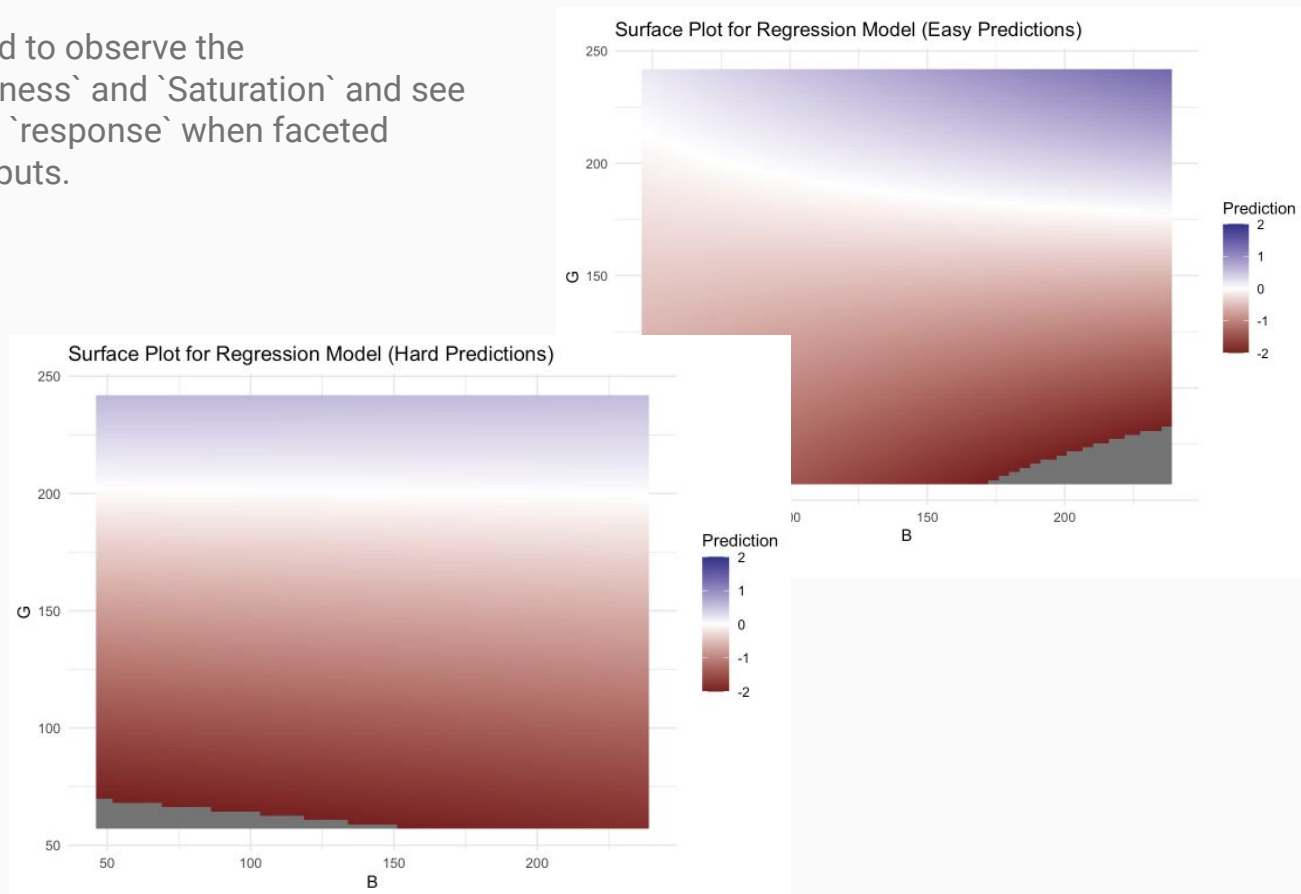 d to observe the
ness` and `Saturation` and see
`response` when faceted
puts.
Surface Plot for Regression Model (Easy Predictions)
250
200
150
G
150
200
B
Prediction
2
1
0
-1
-2
Surface Plot for Regression Model (Hard Predictions)
250
200
150
100
50
G
50
100
150
200
B
Prediction
2
1
0
-1
-2